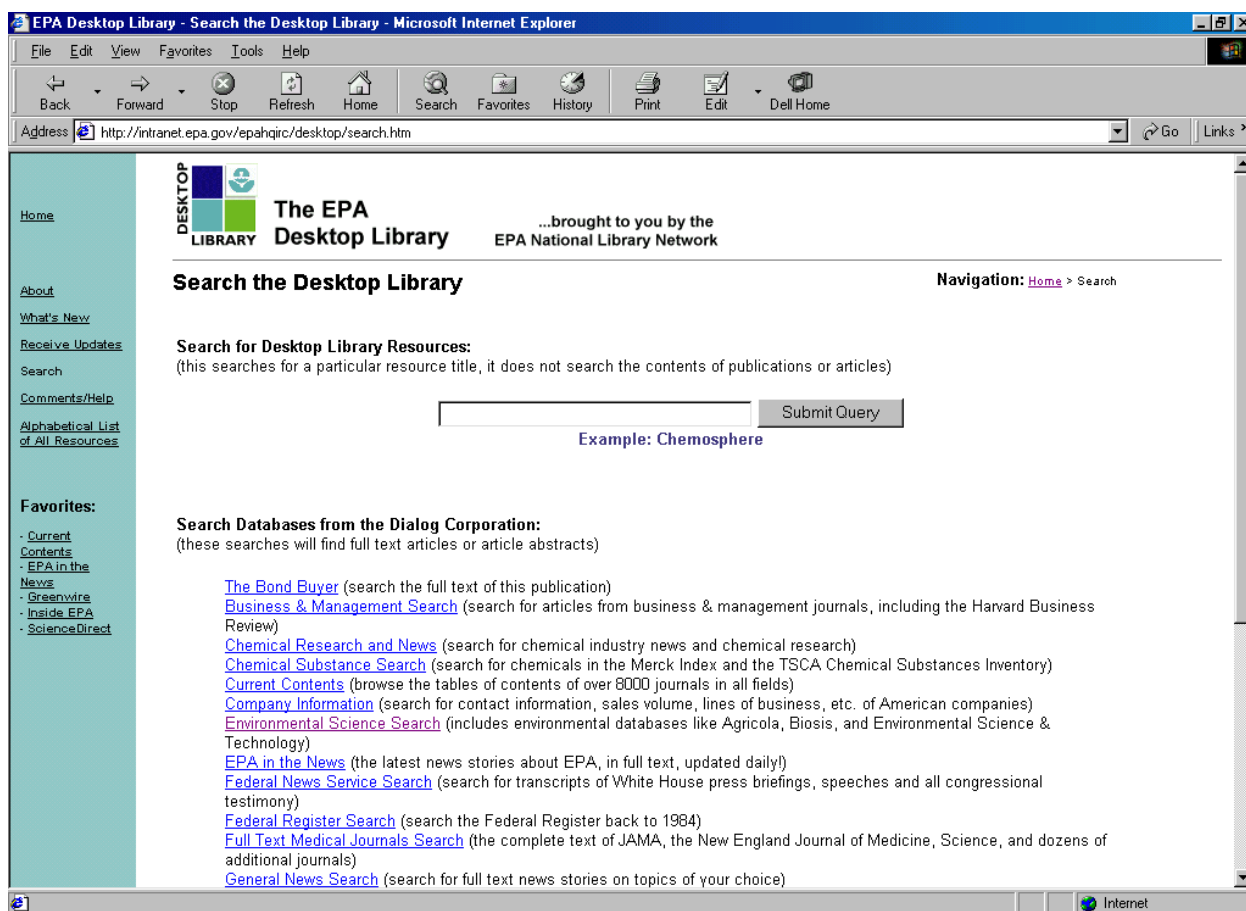 EPA Desktop Library - Search the Desktop Library - Microsoft Internet Explorer
File Edit View Favorites Tools Help
Back Forward Stop Refresh Home Search Favorites History Print Edit Dell Home
Address http://intranet.epa.gov/epahqirc/desktop/search.htm Go Links
DESKTOP
LIBRARY
The EPA
Desktop Library
...brought to you by the
EPA National Library Network
Home
About
What's New
Receive Updates
Search
Comments/Help
Alphabetical List
of All Resources
Favorites:
- Current
Contents
- EPA in the
News
- Greenwire
- Inside EPA
- ScienceDirect
Search the Desktop Library
Navigation: Home > Search
Search for Desktop Library Resources:
(this searches for a particular resource title, it does not search the contents of publications or articles)
Submit Query
Example: Chemosphere
Search Databases from the Dialog Corporation:
(these searches will find full text articles or article abstracts)
The Bond Buyer (search the full text of this publication)
Business & Management Search (search for articles from business & management journals, including the Harvard Business
Review)
Chemical Research and News (search for chemical industry news and chemical research)
Chemical Substance Search (search for chemicals in the Merck Index and the TSCA Chemical Substances Inventory)
Current Contents (browse the tables of contents of over 8000 journals in all fields)
Company Information (search for contact information, sales volume, lines of business, etc. of American companies)
Environmental Science Search (includes environmental databases like Agricola, Biosis, and Environmental Science &
Technology)
EPA in the News (the latest news stories about EPA, in full text, updated daily!)
Federal News Service Search (search for transcripts of White House press briefings, speeches and all congressional
testimony)
Federal Register Search (search the Federal Register back to 1984)
Full Text Medical Journals Search (the complete text of JAMA, the New England Journal of Medicine, Science, and dozens of
additional journals)
General News Search (search for full text news stories on topics of your choice)
Internet